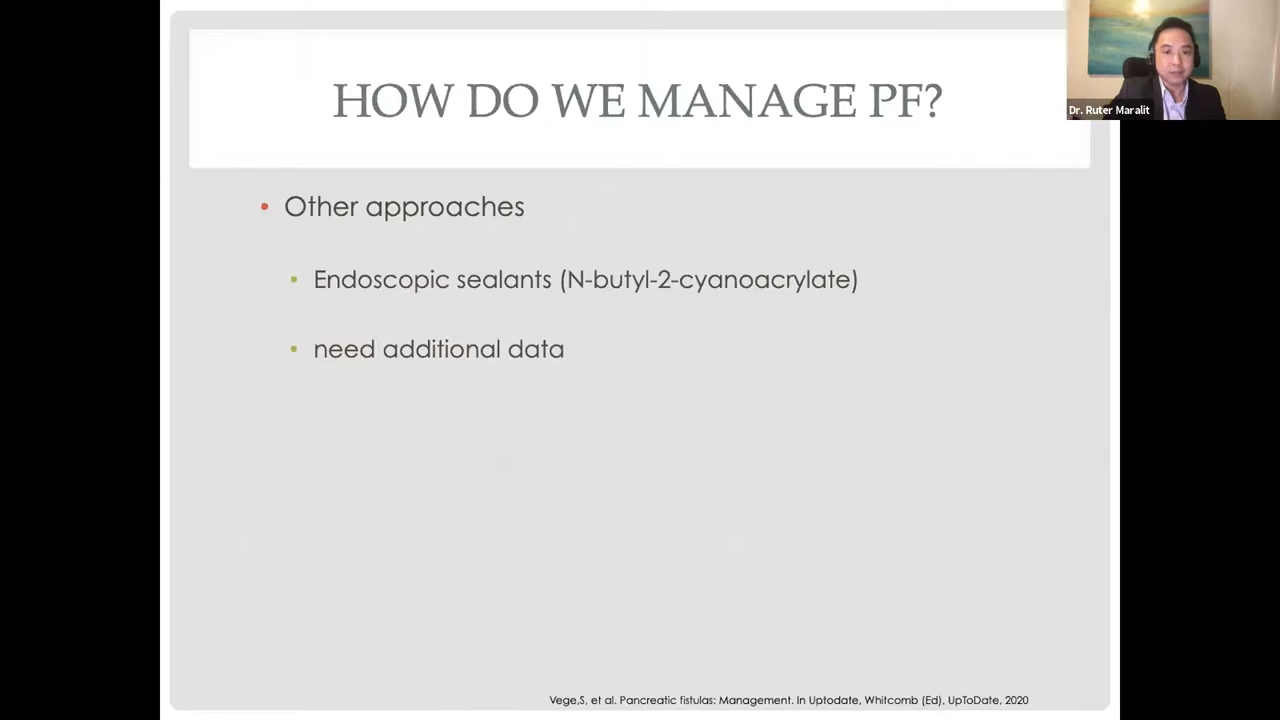 HOW DO WE MANAGE PF?
Dr. Ruter Maralit
Other approaches
Endoscopic sealants (N-butyl-2-cyanoacrylate)
need additional data
Vege,S, et al. Pancreatic fistulas: Management. In Uptodate, Whitcomb (Ed), UpToDate, 2020